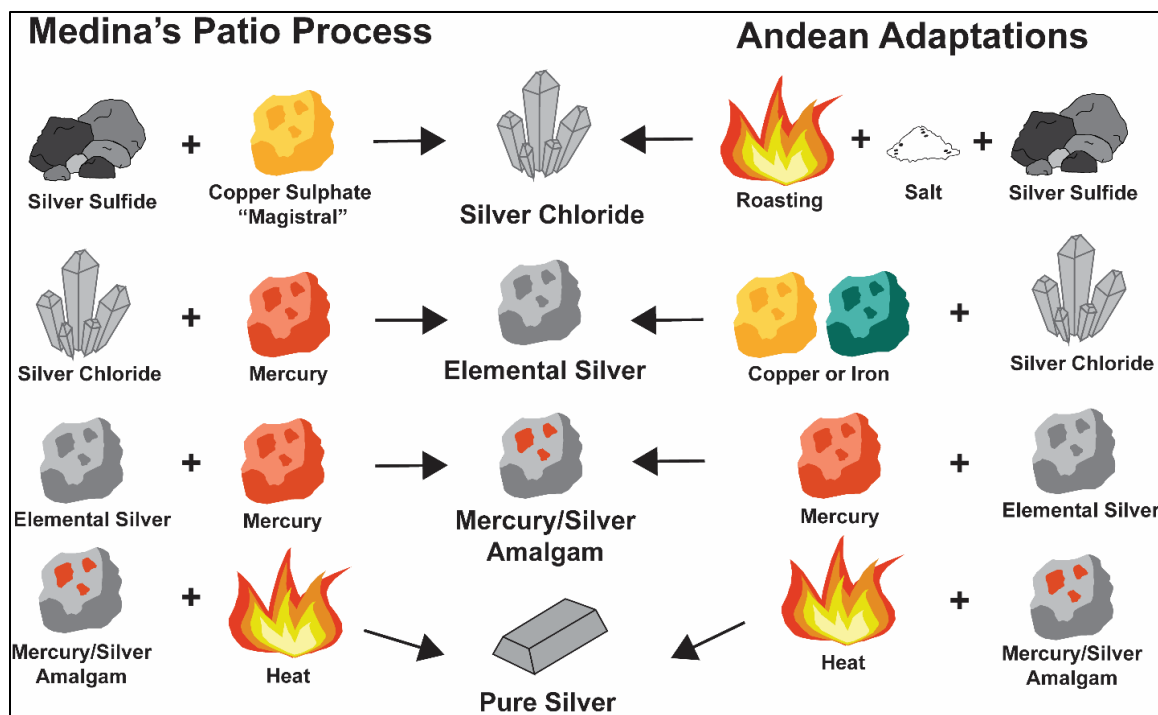 Medina’s Patio Process
Andean Adaptations
+
+
+
Silver Sulfide
Copper Sulphate
“Magistral”
Silver Chloride
Roasting
Salt
Silver Sulfide
+
+
Silver Chloride
Mercury
Elemental Silver
Copper or Iron
Silver Chloride
+
+
Elemental Silver
Mercury
Mercury/Silver
Amalgam
Mercury
Elemental Silver
+
+
Mercury/Silver
Amalgam
Heat
Pure Silver
Heat
Mercury/Silver
Amalgam